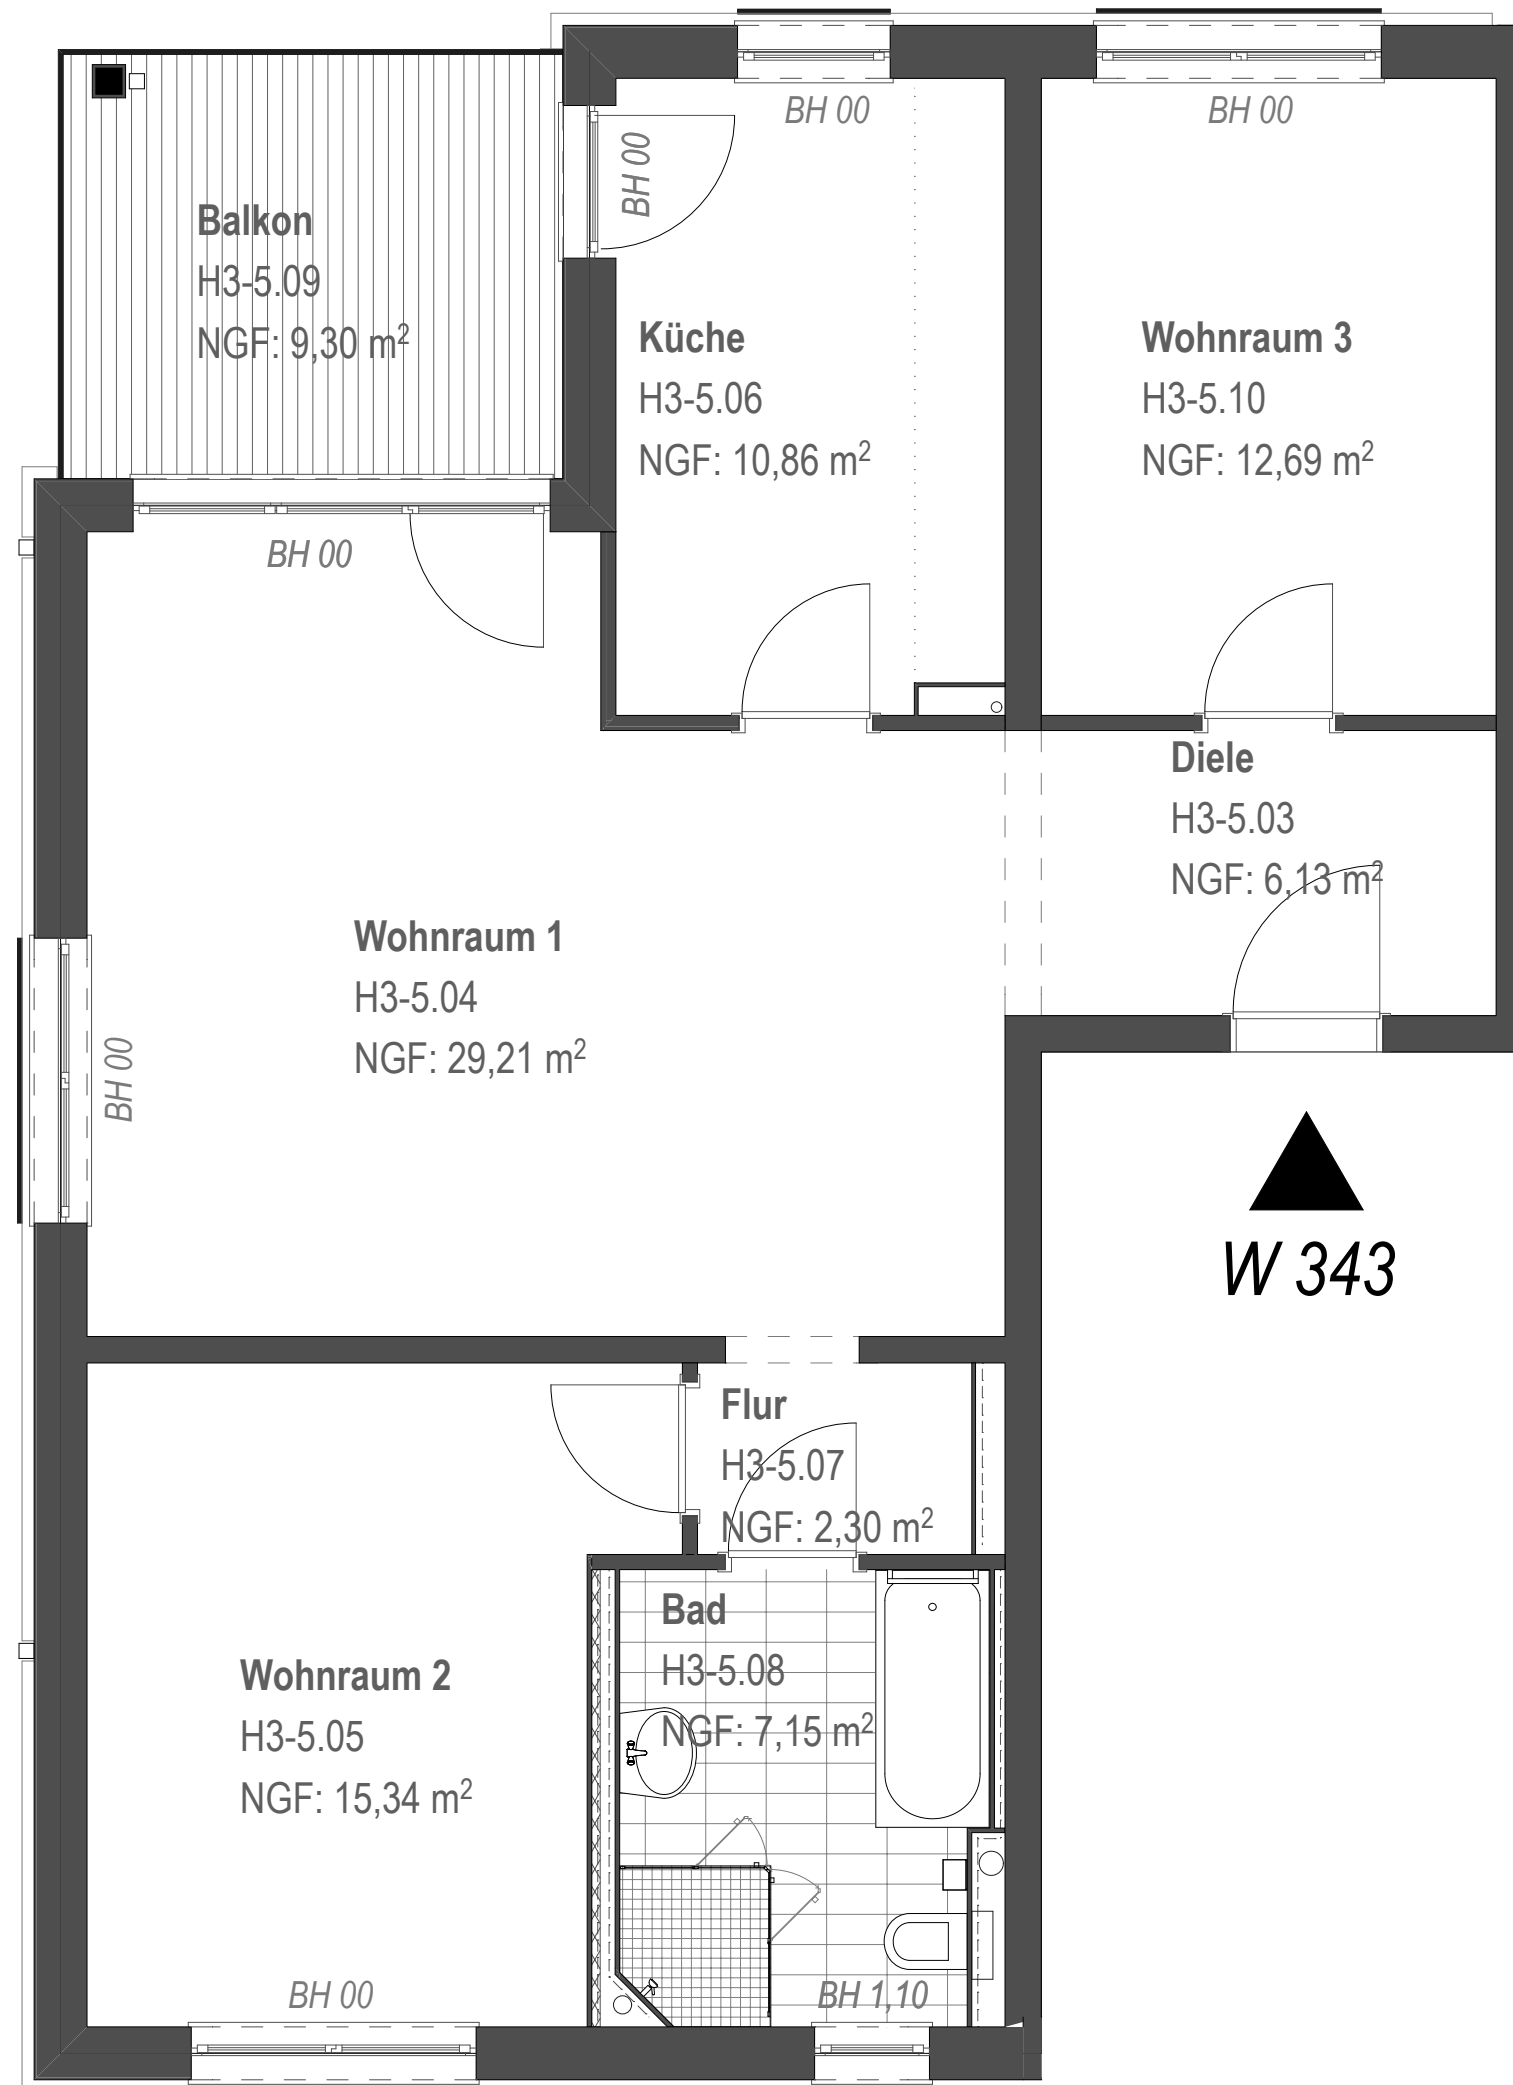 BH 00
BH 00
BH 00
Balkon
H3-5.09
NGF: 9,30 m²
Küche
H3-5.06
NGF: 10,86 m²
Wohnraum 3
H3-5.10
NGF: 12,69 m²
BH 00
Diele
H3-5.03
NGF: 6,13 m²
Wohnraum 1
H3-5.04
NGF: 29,21 m²
BH 00
W 343
Flur
H3-5.07
NGF: 2,30 m²
Bad
H3-5.08
NGF: 7,15 m²
Wohnraum 2
H3-5.05
NGF: 15,34 m²
BH 00
BH 1,10